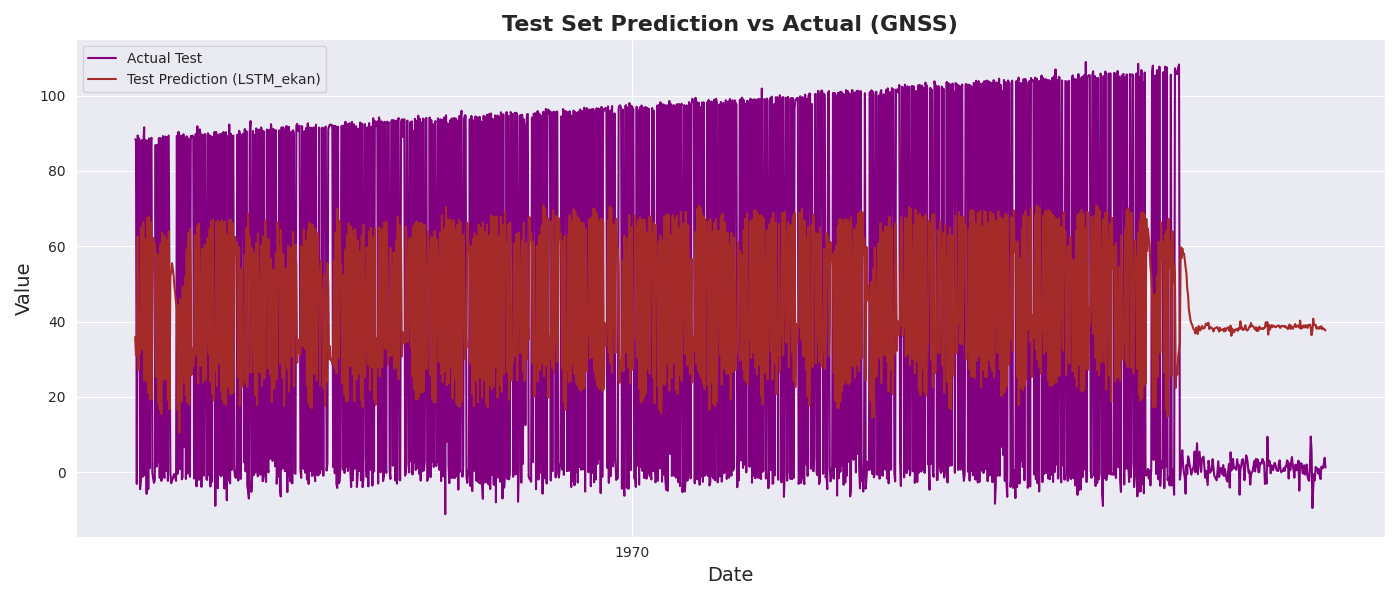 Test Set Prediction vs Actual (GNSS)
Actual Test
Test Prediction (LSTM_ekan)
100
80
60
40
20
0
Value
1970
Date